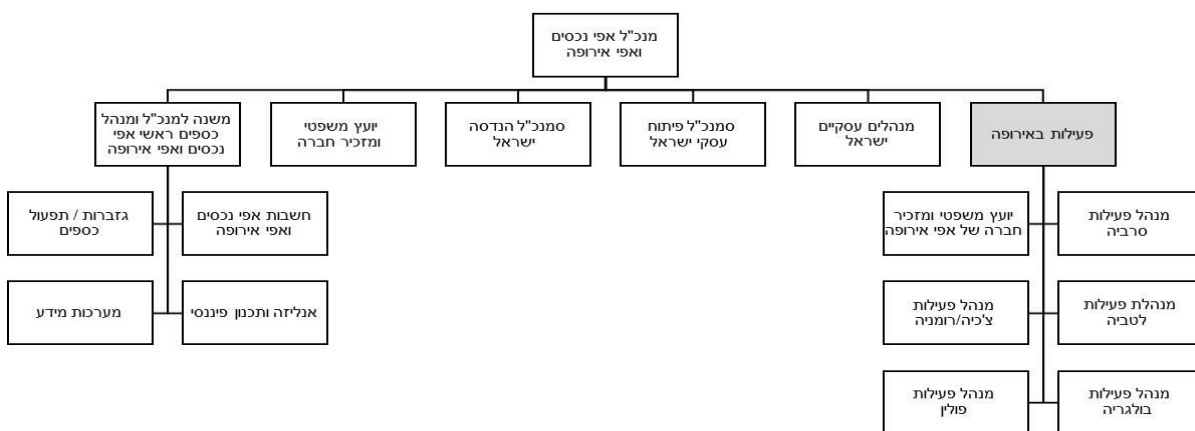 מנכ"ל אפי נכסים
ואפי אירופה
פעילות באירופה
מנהלים עסקיים
ישראל
סמנכ"ל פיתוח
עסקי ישראל
סמנכ"ל הנדסה
ישראל
יועץ משפטי
ומזכיר חברה
משנה למנכ"ל ומנהל
כספים ראשי אפי
נכסים ואפי אירופה
מנהל פעילות
סרביה
יועץ משפטי ומזכיר
חברה של אפי אירופה
מנהלת פעילות
לטביה
מנהל פעילות
צ'כיה/רומניה
מנהל פעילות
בולגריה
מנהל פעילות
פולין
חשבות אפי נכסים
ואפי אירופה
גזברות / תפעול
כספים
אנליזה ותכנון פיננסי
מערכות מידע